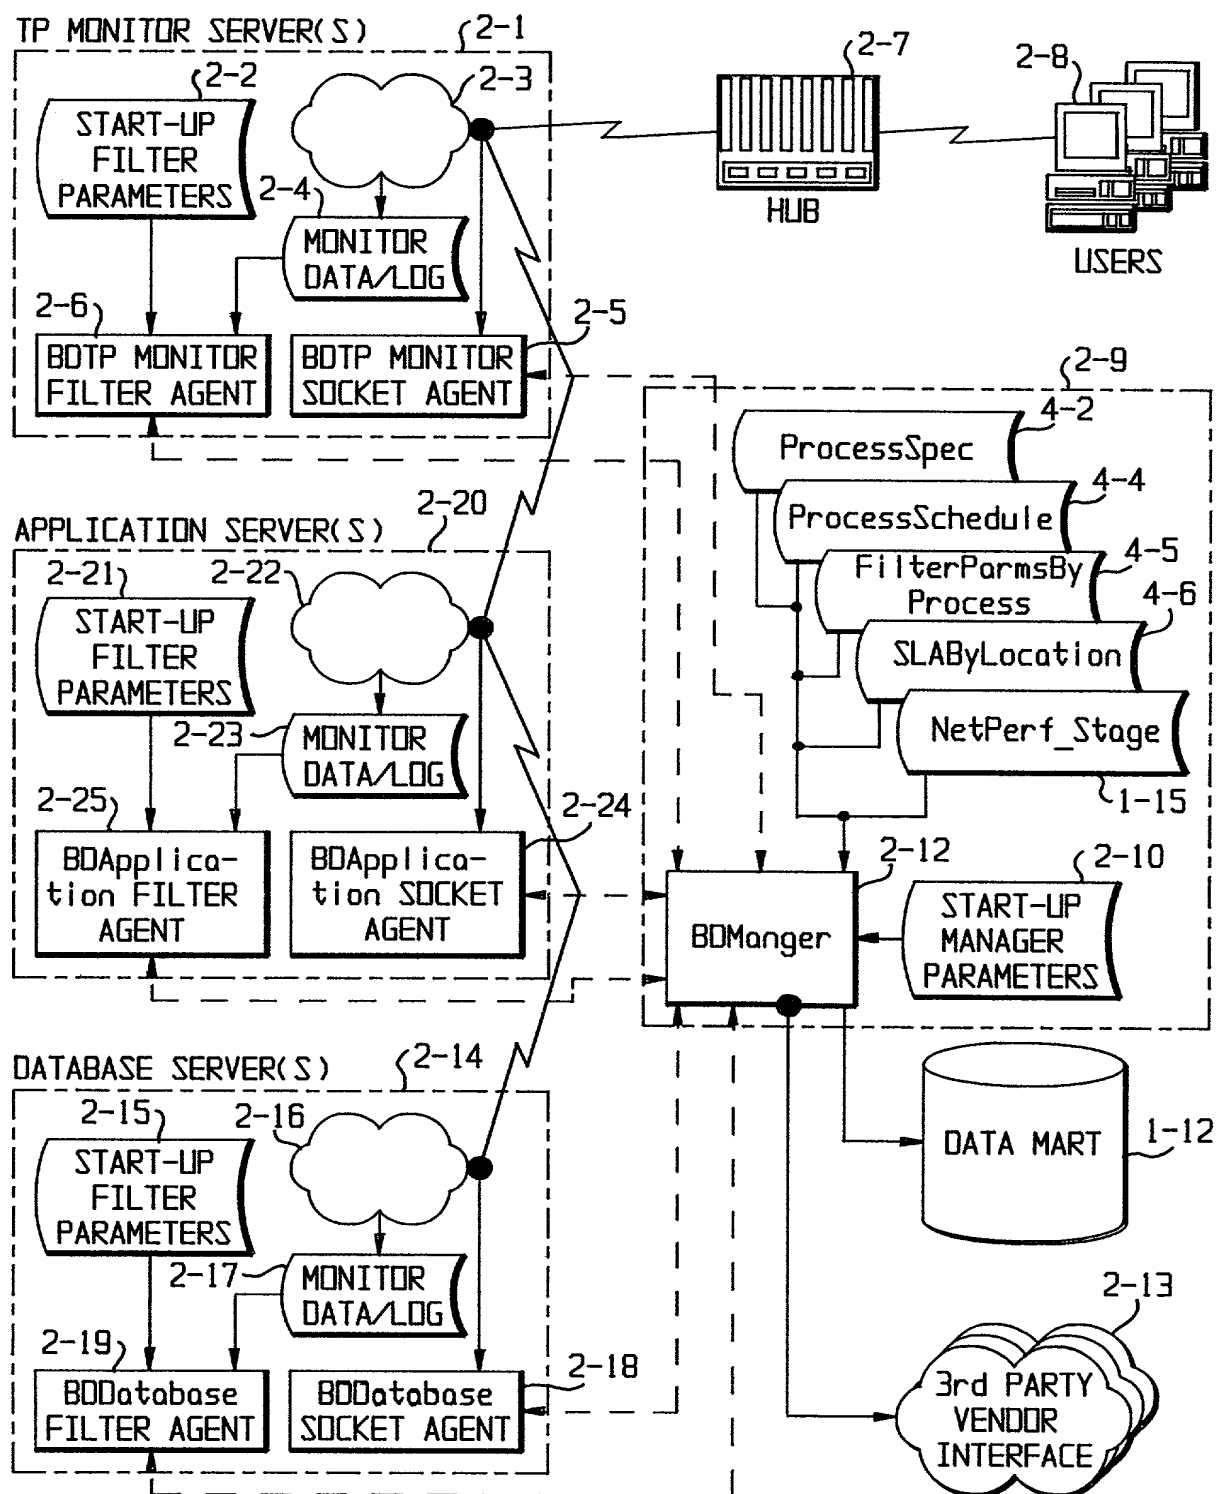 TP MONITOR SERVER(S)
2-1
2-2
START-UP
FILTER
PARAMETERS
2-3
2-4
MONITOR
DATA/LOG
2-6
BDTP MONITOR
FILTER AGENT
2-5
BDTP MONITOR
SOCKET AGENT
2-7
HUB
2-8
USERS
2-9
4-2
ProcessSpec
4-4
ProcessSchedule
4-5
FilterParmsBy
Process
4-6
SLAByLocation
NetPerf_Stage
1-15
2-12
BDManger
2-10
START-UP
MANAGER
PARAMETERS
APPLICATION SERVER(S)
2-20
2-21
START-UP
FILTER
PARAMETERS
2-22
2-23
MONITOR
DATA/LOG
2-25
BDApplica-
tion FILTER
AGENT
2-24
BDApplica-
tion SOCKET
AGENT
DATABASE SERVER(S)
2-14
2-15
START-UP
FILTER
PARAMETERS
2-16
2-17
MONITOR
DATA/LOG
2-19
BDDatabase
FILTER AGENT
2-18
BDDatabase
SOCKET AGENT
DATA MART
1-12
2-13
3rd PARTY
VENDOR
INTERFACE